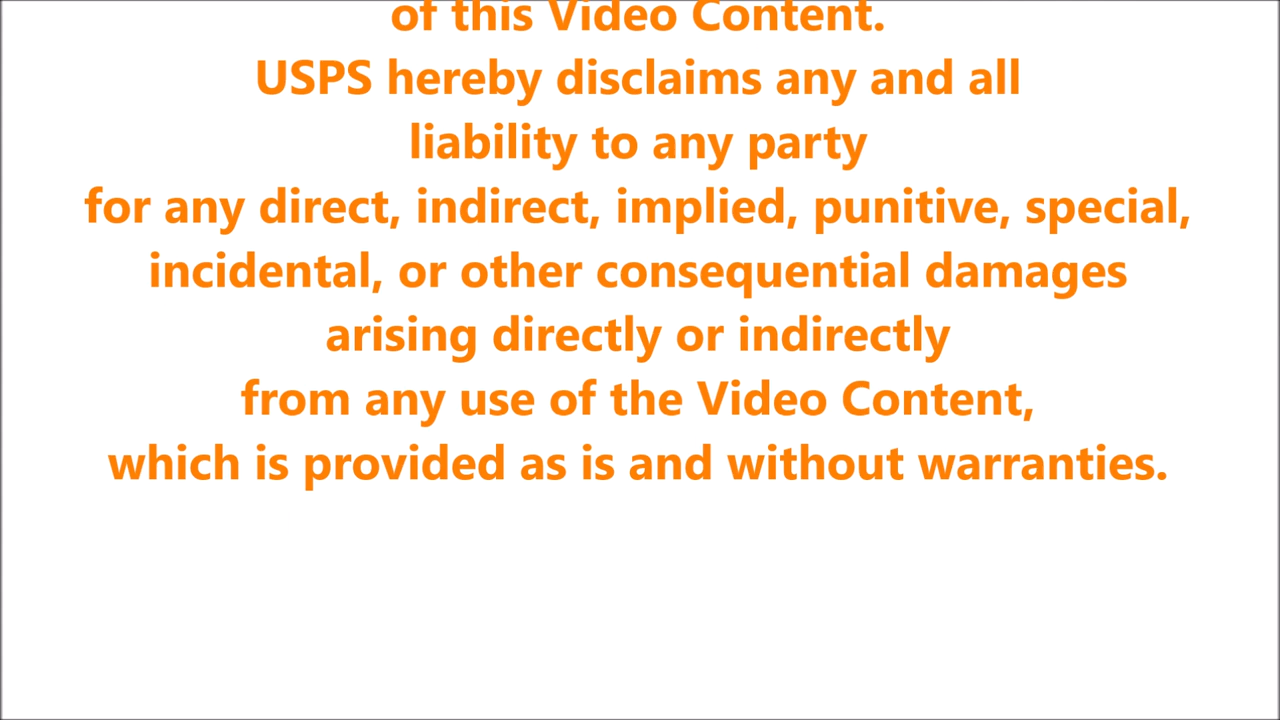 of this Video Content.
USPS hereby disclaims any and all
liability to any party
for any direct, indirect, implied, punitive, special,
incidental, or other consequential damages
arising directly or indirectly
from any use of the Video Content,
which is provided as is and without warranties.